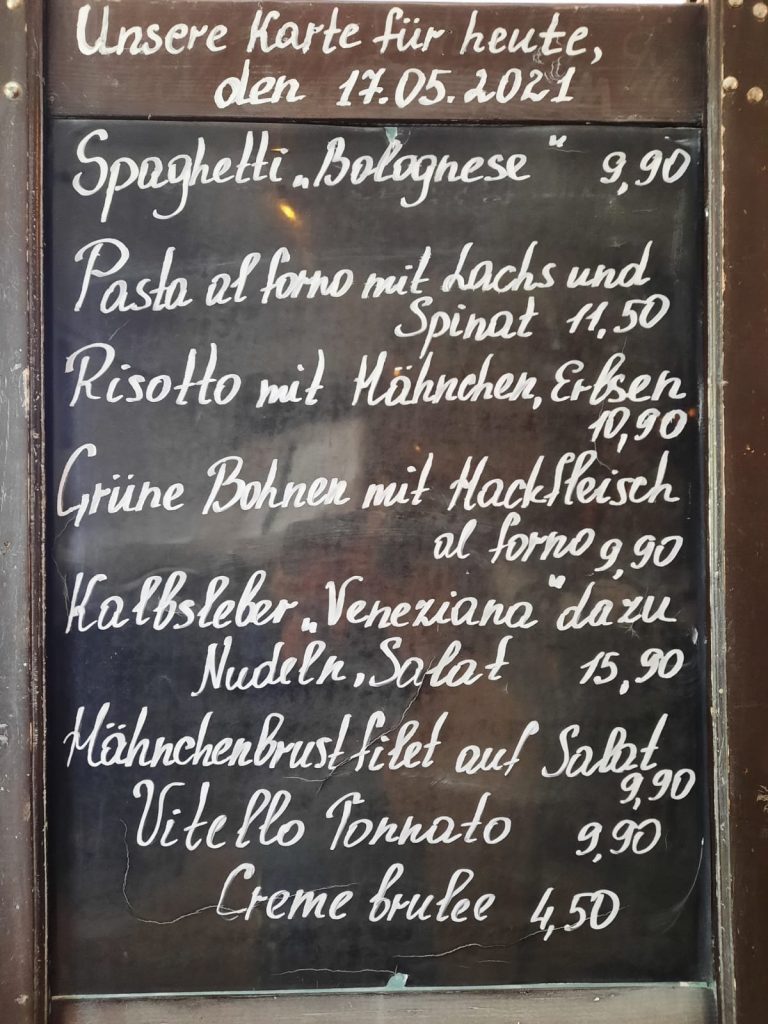 Unsere Karte für heute,
den 17.05.2021
Spaghetti „Bolognese“ 9,90
Pasta al forno mit Lachs und
Spinat 11,50
Risotto mit Hähnchen, Erbsen
10,90
Grüne Bohnen mit Hackfleisch
al forno 9,90
Kalbsleber „Veneziana“ dazu
Nudeln, Salat 15,90
Hähnchenbrustfilet auf Salat
9,90
Vitello Tonnato 9,90
Creme brulee 4,50